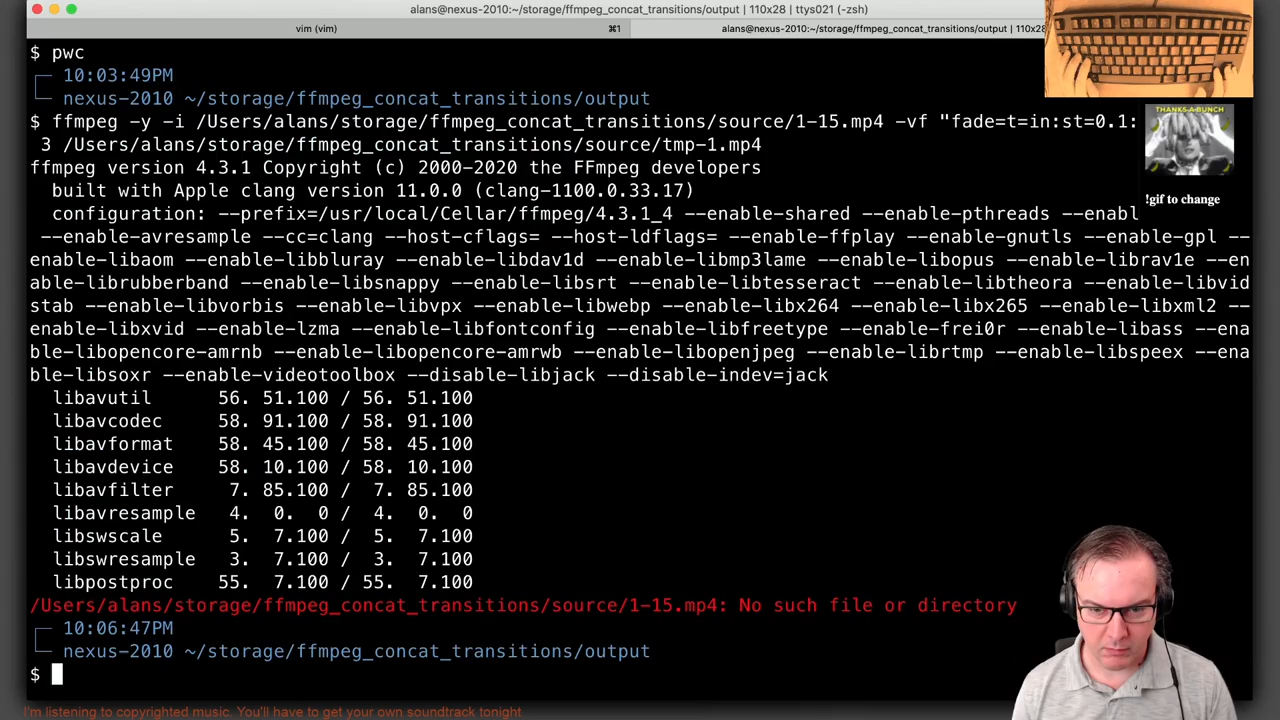 alans@nexus-2010:~/storage/ffmpeg_concat_transitions/output | 110x28 | ttys021 (-zsh)
vim (vim) ⌘1 alans@nexus-2010:~/storage/ffmpeg_concat_transitions/output | 110x28
$ pwc
10:03:49PM
nexus-2010 ~/storage/ffmpeg_concat_transitions/output
$ ffmpeg -y -i /Users/alans/storage/ffmpeg_concat_transitions/source/1-15.mp4 -vf "fade=t=in:st=0.1:
3 /Users/alans/storage/ffmpeg_concat_transitions/source/tmp-1.mp4
ffmpeg version 4.3.1 Copyright (c) 2000-2020 the FFmpeg developers
built with Apple clang version 11.0.0 (clang-1100.0.33.17)
configuration: --prefix=/usr/local/Cellar/ffmpeg/4.3.1_4 --enable-shared --enable-pthreads --enabl
--enable-avresample --cc=clang --host-cflags= --host-ldflags= --enable-ffplay --enable-gnutls --enable-gpl --
enable-libaom --enable-libbluray --enable-libdav1d --enable-libmp3lame --enable-libopus --enable-librav1e --en
able-librubberband --enable-libsnappy --enable-libsrt --enable-libtesseract --enable-libtheora --enable-libvid
stab --enable-libvorbis --enable-libvpx --enable-libwebp --enable-libx264 --enable-libx265 --enable-libxml2 --
enable-libxvid --enable-lzma --enable-libfontconfig --enable-libfreetype --enable-frei0r --enable-libass --ena
ble-libopencore-amrnb --enable-libopencore-amrwb --enable-libopenjpeg --enable-librtmp --enable-libspeex --ena
ble-libsoxr --enable-videotoolbox --disable-libjack --disable-indev=jack
libavutil 56. 51.100 / 56. 51.100
libavcodec 58. 91.100 / 58. 91.100
libavformat 58. 45.100 / 58. 45.100
libavdevice 58. 10.100 / 58. 10.100
libavfilter 7. 85.100 / 7. 85.100
libavresample 4. 0. 0 / 4. 0. 0
libswscale 5. 7.100 / 5. 7.100
libswresample 3. 7.100 / 3. 7.100
libpostproc 55. 7.100 / 55. 7.100
/Users/alans/storage/ffmpeg_concat_transitions/source/1-15.mp4: No such file or directory
10:06:47PM
nexus-2010 ~/storage/ffmpeg_concat_transitions/output
$
THANKS-A-BUNCH
!gif to change
I'm listening to copyrighted music. You'll have to get your own soundtrack tonight